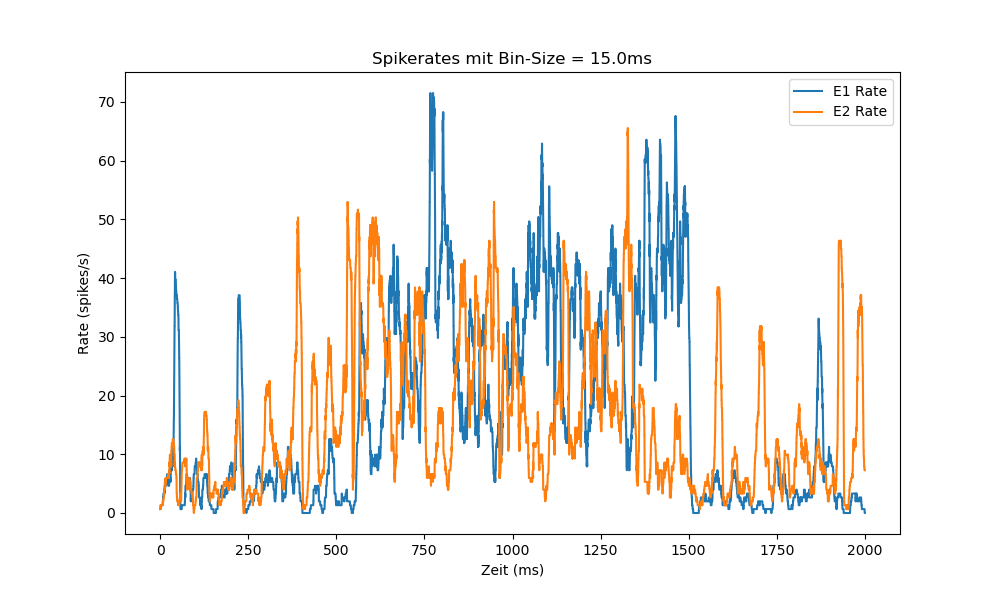 Spikerates mit Bin-Size = 15.0ms
E1 Rate
E2 Rate
Rate (spikes/s)
70
60
50
40
30
20
10
0
0 250 500 750 1000 1250 1500 1750 2000
Zeit (ms)